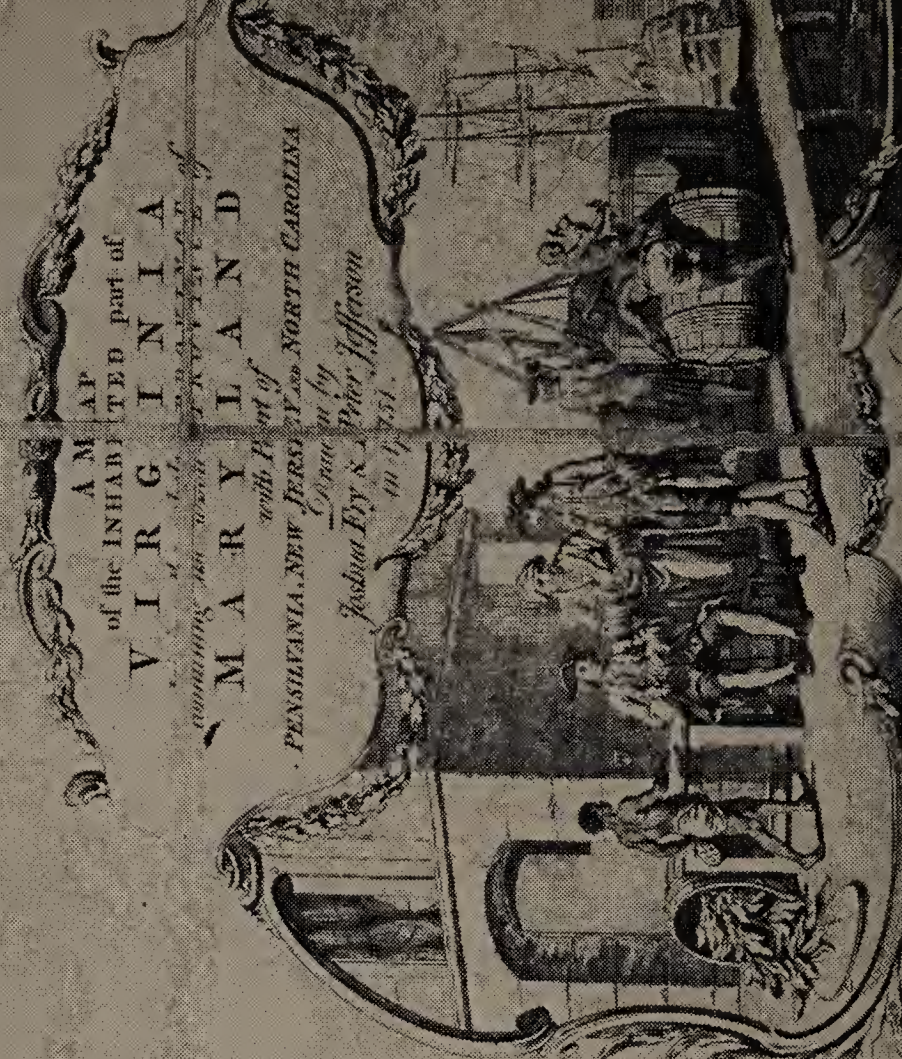 A MAP
of the INHABITED part of
VIRGINIA
MARYLAND
with Part of
PENSILVANIA, NEW JERSEY AND NORTH CAROLINA
Drawn by
Joshua Fry & Peter Jefferson
in 1751.